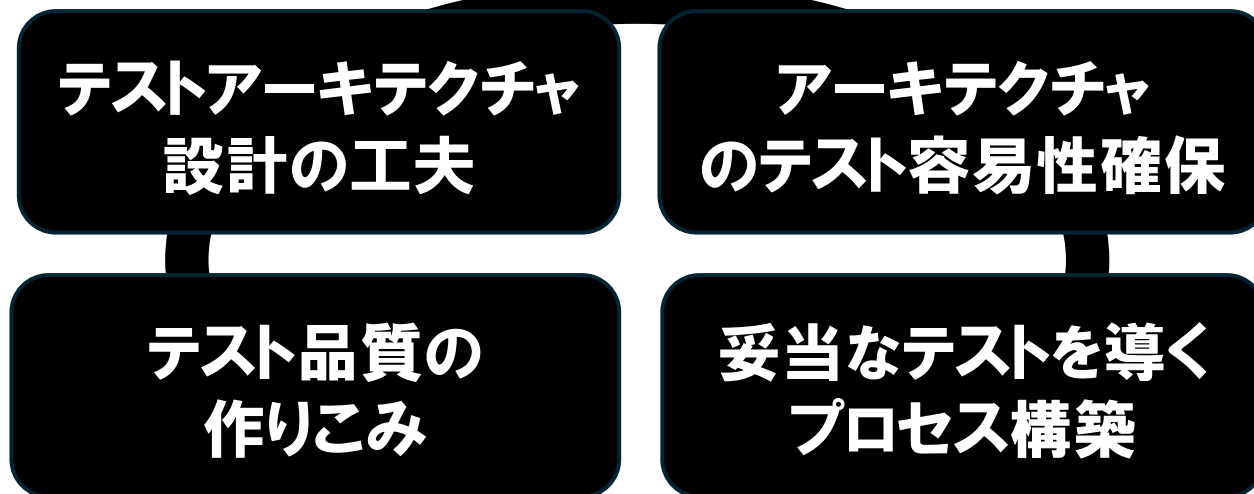 テストアーキテクチャ
設計の工夫
アーキテクチャ
のテスト容易性確保
テスト品質の
作りこみ
妥当なテストを導く
プロセス構築